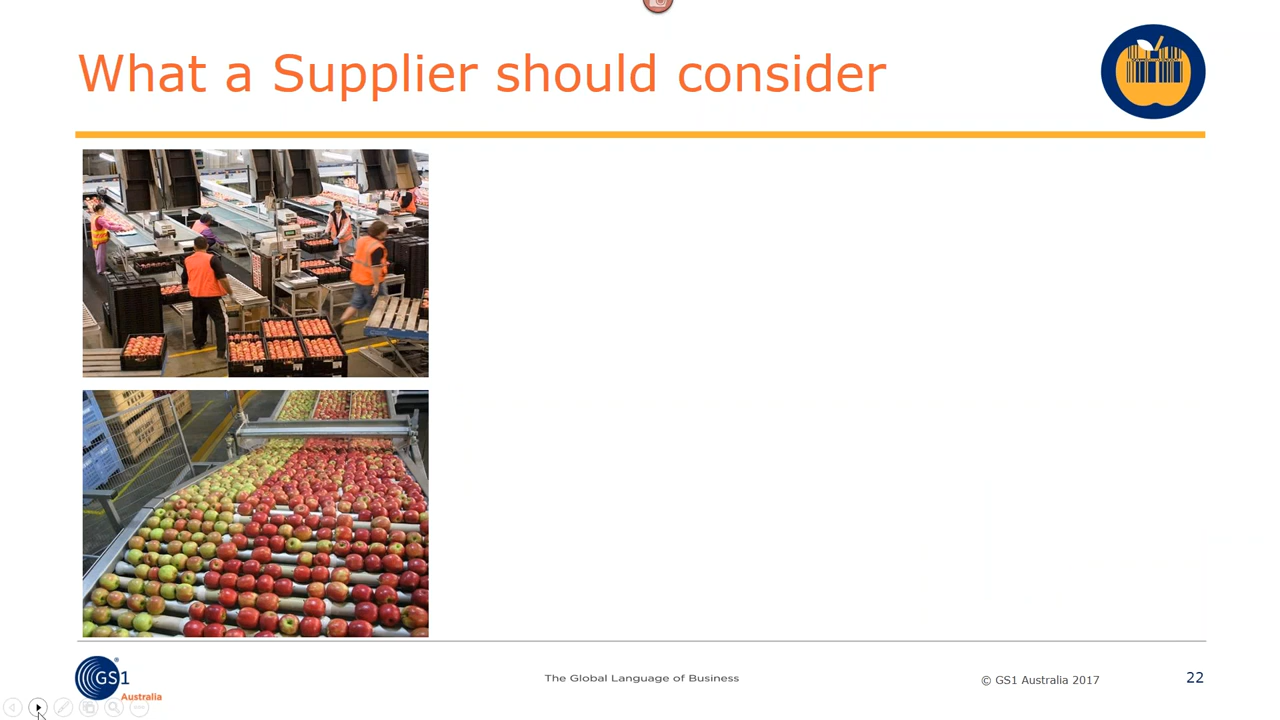 What a Supplier should consider
GS1
Australia
The Global Language of Business
© GS1 Australia 2017
22